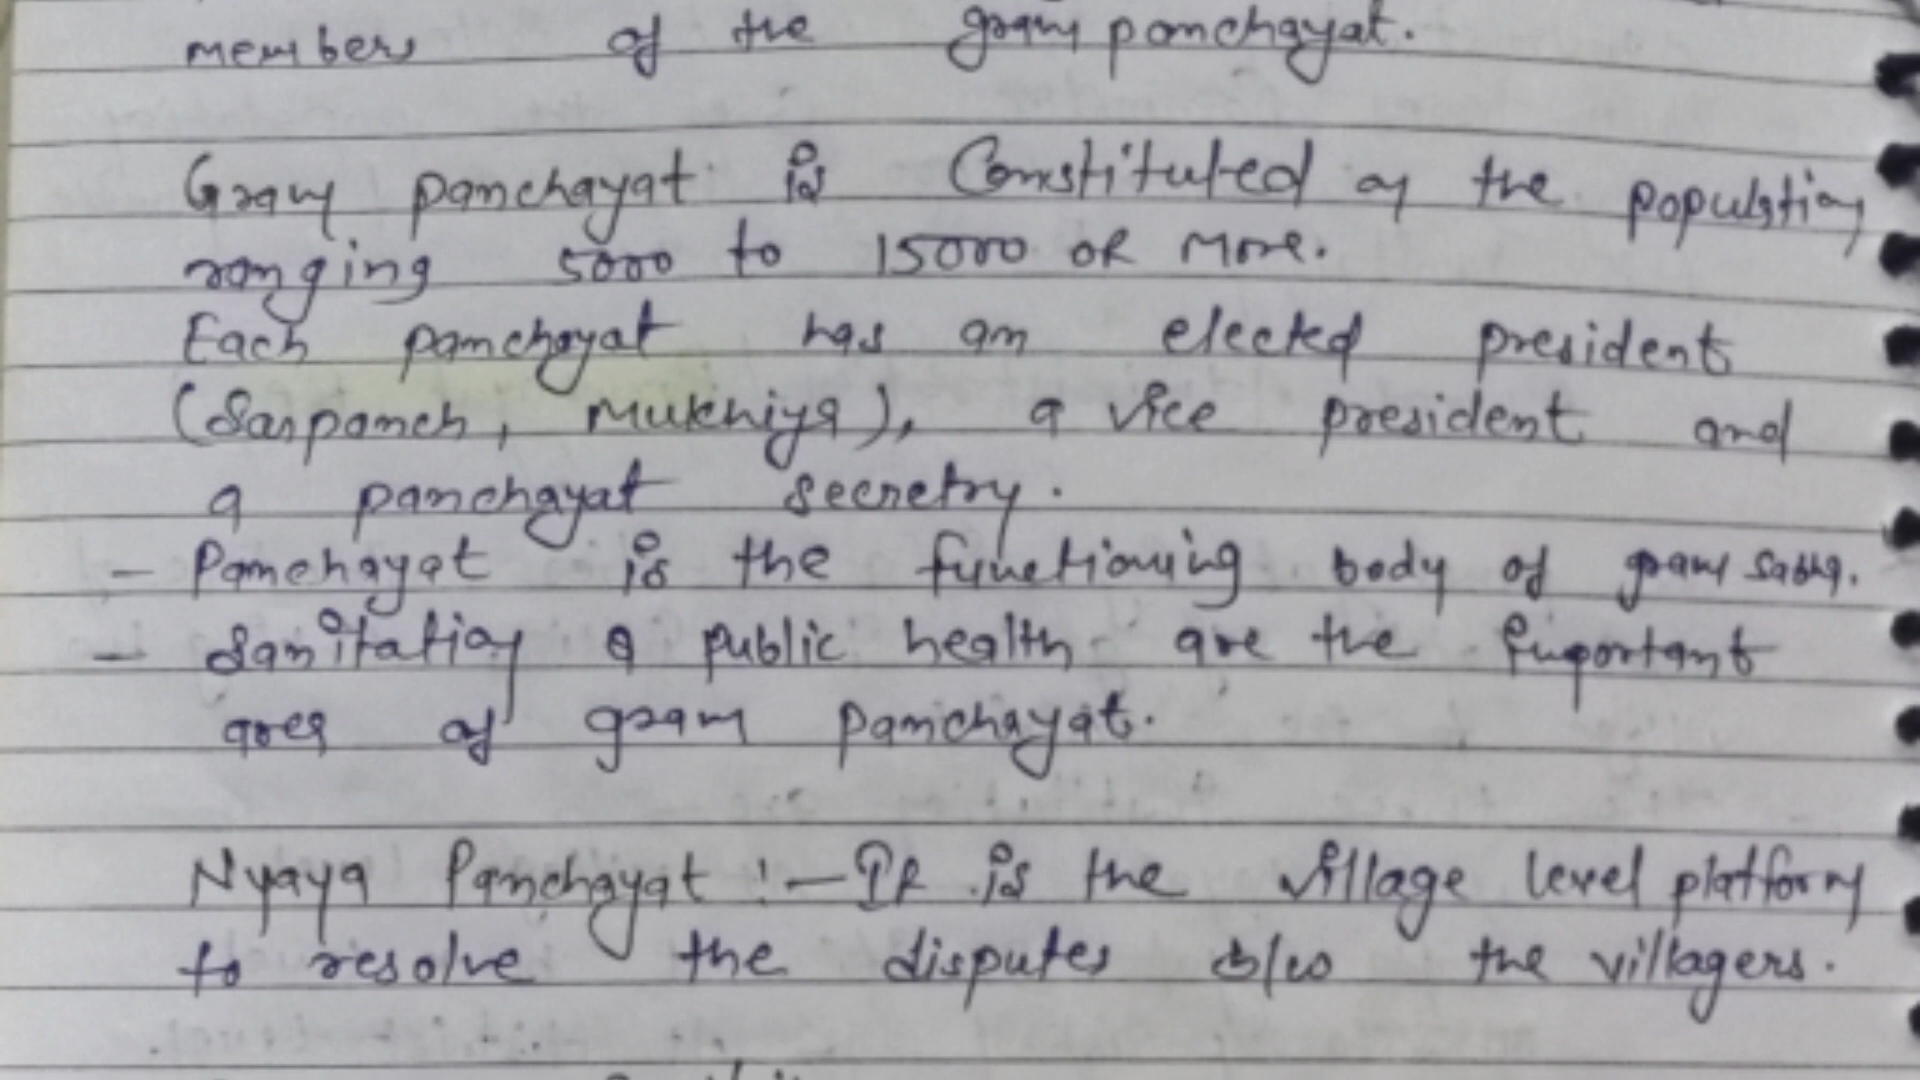 members of the gram panchayat.
Gram panchayat is Constituted of the population
ranging 5000 to 15000 or more.
Each panchayat has an elected president
(Sarpanch, Mukhiya), a vice president and
a panchayat secretry.
- Panchayat is the functioning body of gram sabha.
- Sanitation & public health are the important
area of gram panchayat.
Nyaya Panchayat :- It is the village level platform
to resolve the disputes b/w the villagers.